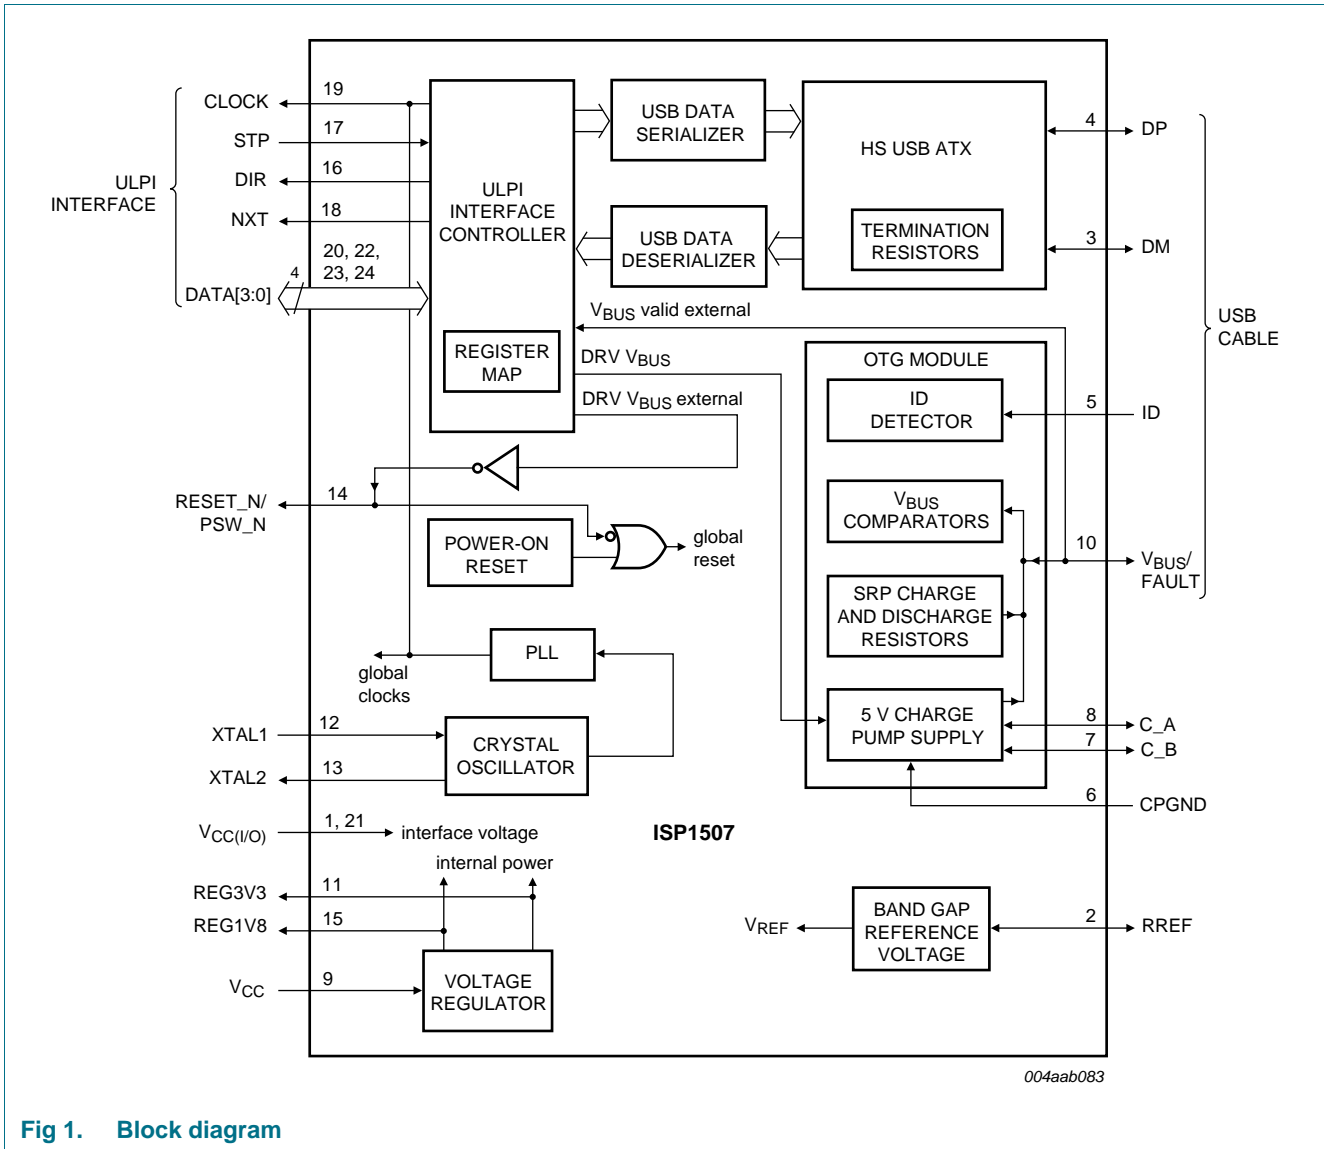 19
CLOCK
17
STP
16
DIR
18
NXT
20, 22,
23, 24
4
DATA[3:0]
ULPI
INTERFACE
ULPI
INTERFACE
CONTROLLER
REGISTER
MAP
USB DATA
SERIALIZER
USB DATA
DESERIALIZER
HS USB ATX
TERMINATION
RESISTORS
4
DP
3
DM
USB
CABLE
VBUS valid external
DRV VBUS
DRV VBUS external
OTG MODULE
ID
DETECTOR
5
ID
VBUS
COMPARATORS
10
VBUS/
FAULT
SRP CHARGE
AND DISCHARGE
RESISTORS
5 V CHARGE
PUMP SUPPLY
8
C_A
7
C_B
6
CPGND
RESET_N/
PSW_N
14
POWER-ON
RESET
global
reset
PLL
global
clocks
XTAL1
12
XTAL2
13
CRYSTAL
OSCILLATOR
VCC(I/O)
1, 21
interface voltage
ISP1507
internal power
REG3V3
11
REG1V8
15
VCC
9
VOLTAGE
REGULATOR
VREF
BAND GAP
REFERENCE
VOLTAGE
2
RREF
004aab083
Fig 1. Block diagram